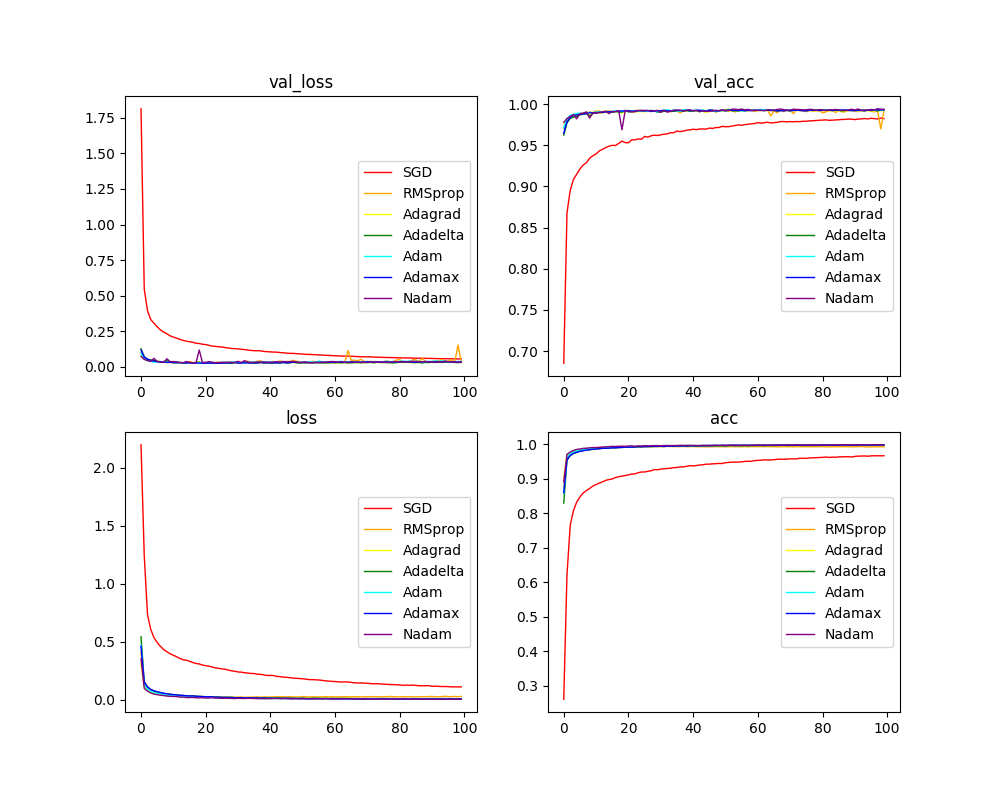 val_loss
1.75
1.50
1.25
1.00
0.75
0.50
0.25
0.00
0 20 40 60 80 100
SGD
RMSprop
Adagrad
Adadelta
Adam
Adamax
Nadam
val_acc
1.00
0.95
0.90
0.85
0.80
0.75
0.70
0 20 40 60 80 100
SGD
RMSprop
Adagrad
Adadelta
Adam
Adamax
Nadam
loss
2.0
1.5
1.0
0.5
0.0
0 20 40 60 80 100
SGD
RMSprop
Adagrad
Adadelta
Adam
Adamax
Nadam
acc
1.0
0.9
0.8
0.7
0.6
0.5
0.4
0.3
0 20 40 60 80 100
SGD
RMSprop
Adagrad
Adadelta
Adam
Adamax
Nadam